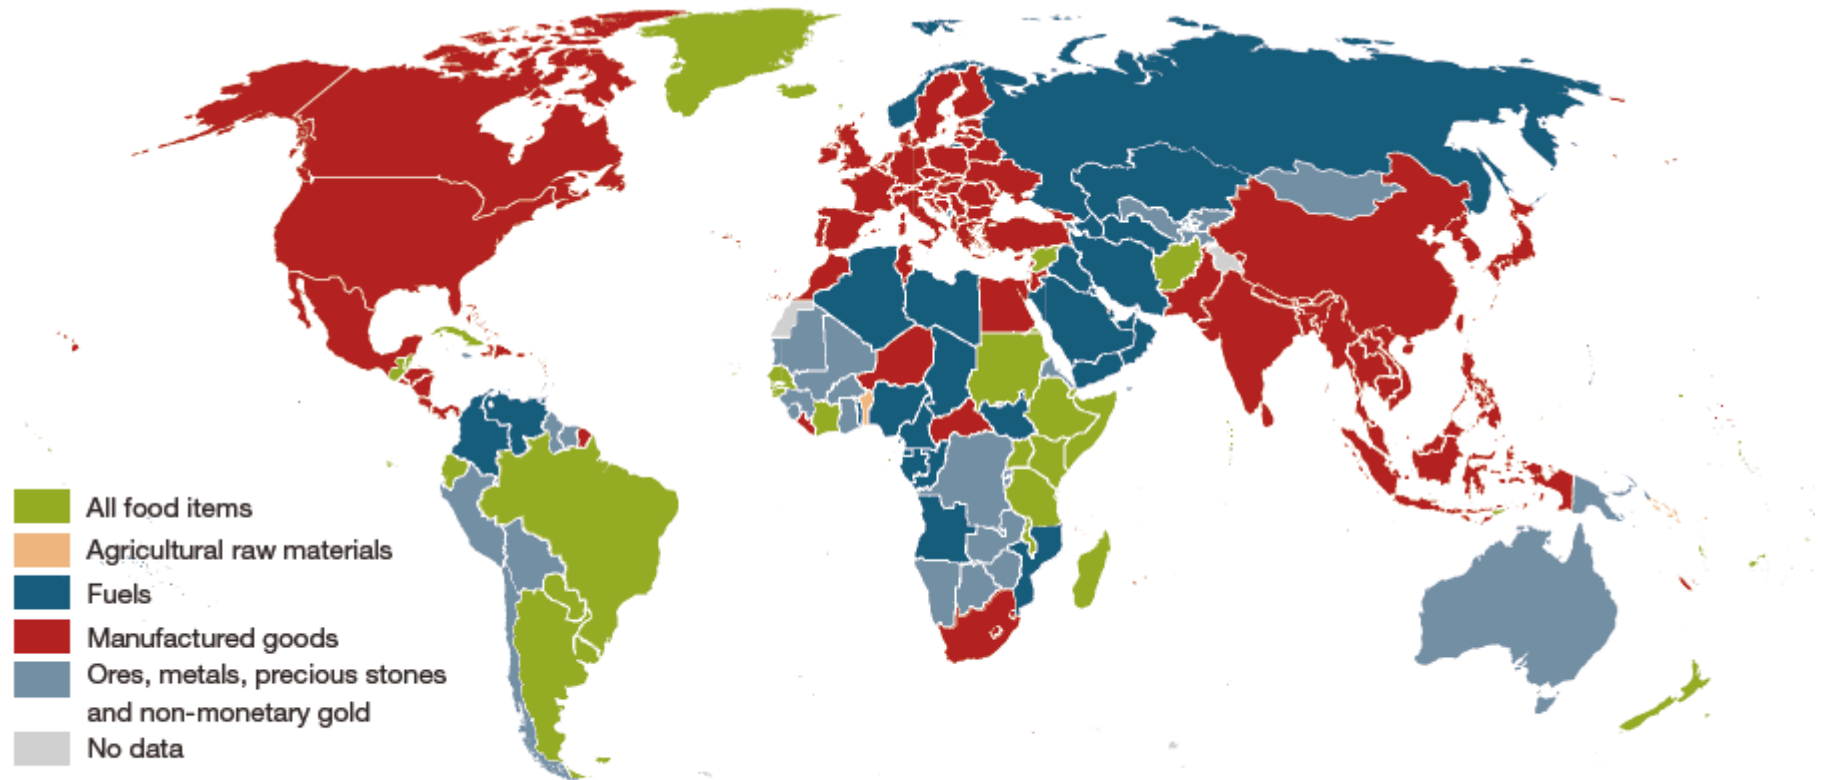 All food items
Agricultural raw materials
Fuels
Manufactured goods
Ores, metals, precious stones
and non-monetary gold
No data